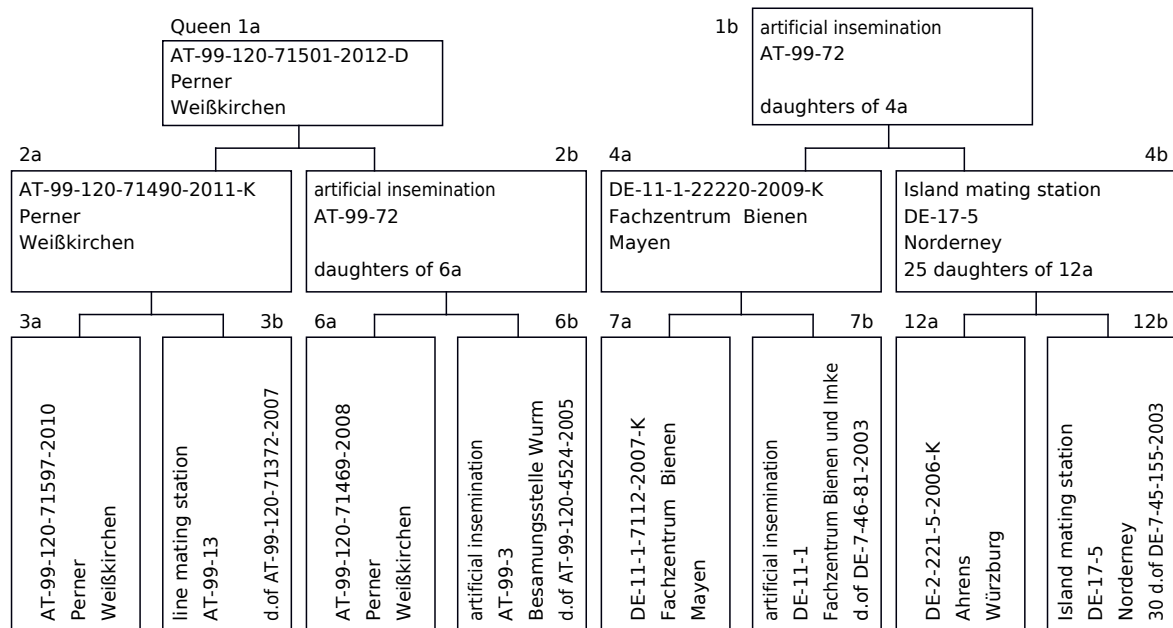 Queen 1a
AT-99-120-71501-2012-D
Perner
Weißkirchen
1b
artificial insemination
AT-99-72
daughters of 4a
2a
AT-99-120-71490-2011-K
Perner
Weißkirchen
2b
artificial insemination
AT-99-72
daughters of 6a
4a
DE-11-1-22220-2009-K
Fachzentrum Bienen
Mayen
4b
Island mating station
DE-17-5
Norderney
25 daughters of 12a
3a
AT-99-120-71597-2010
Perner
Weißkirchen
3b
line mating station
AT-99-13
d.of AT-99-120-71372-2007
6a
AT-99-120-71469-2008
Perner
Weißkirchen
6b
artificial insemination
AT-99-3
Besamungsstelle Wurm
d.of AT-99-120-4524-2005
7a
DE-11-1-7112-2007-K
Fachzentrum Bienen
Mayen
7b
artificial insemination
DE-11-1
Fachzentrum Bienen und Imke
d.of DE-7-46-81-2003
12a
DE-2-221-5-2006-K
Ahrens
Würzburg
12b
Island mating station
DE-17-5
Norderney
30 d.of DE-7-45-155-2003